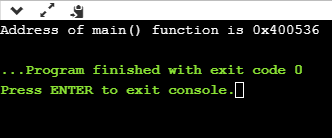 Address of main() function is 0x400536
...Program finished with exit code 0
Press ENTER to exit console.